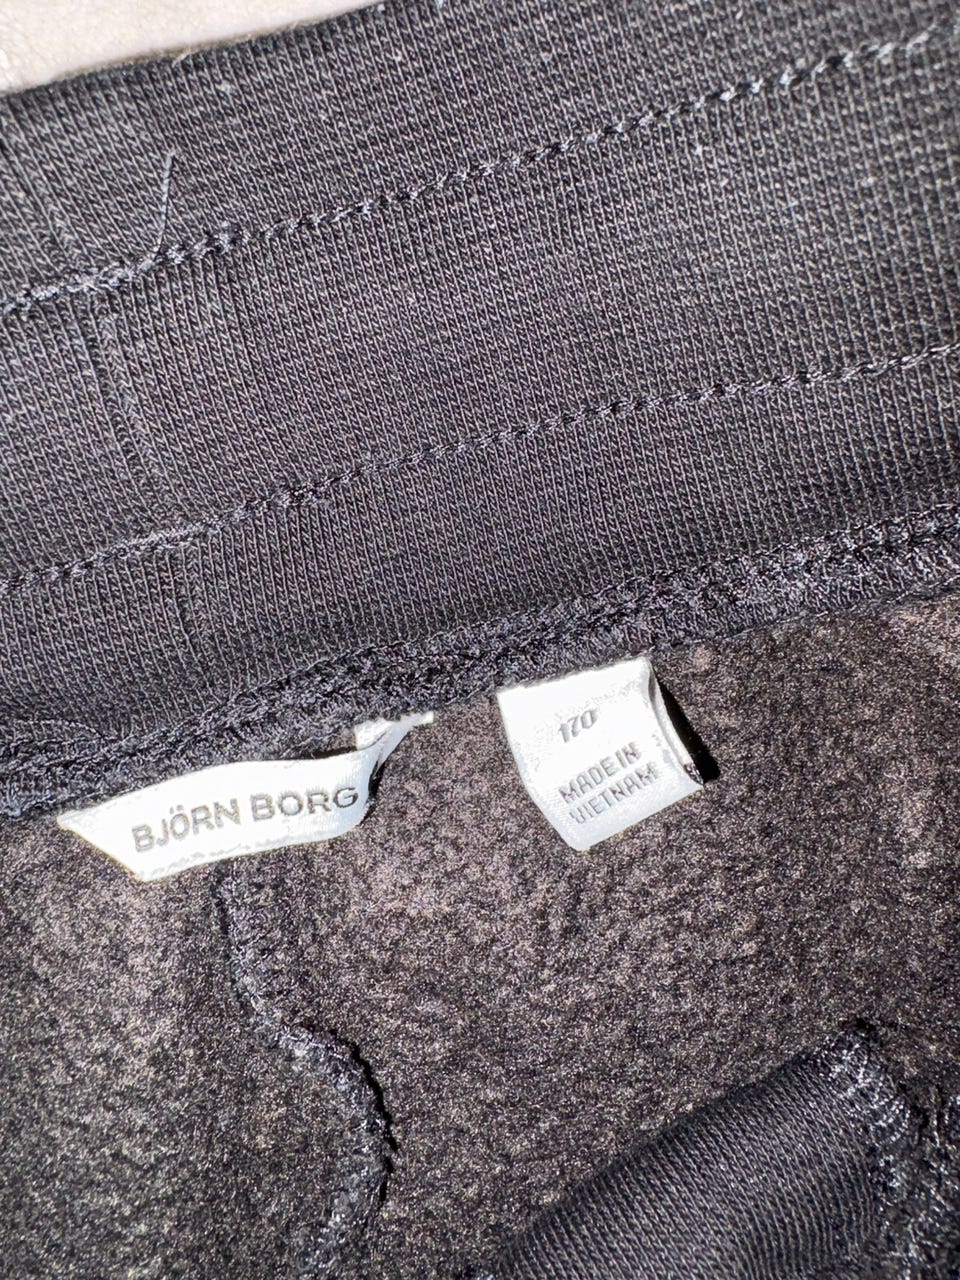 BJÖRN BORG
170
MADE IN
VIETNAM